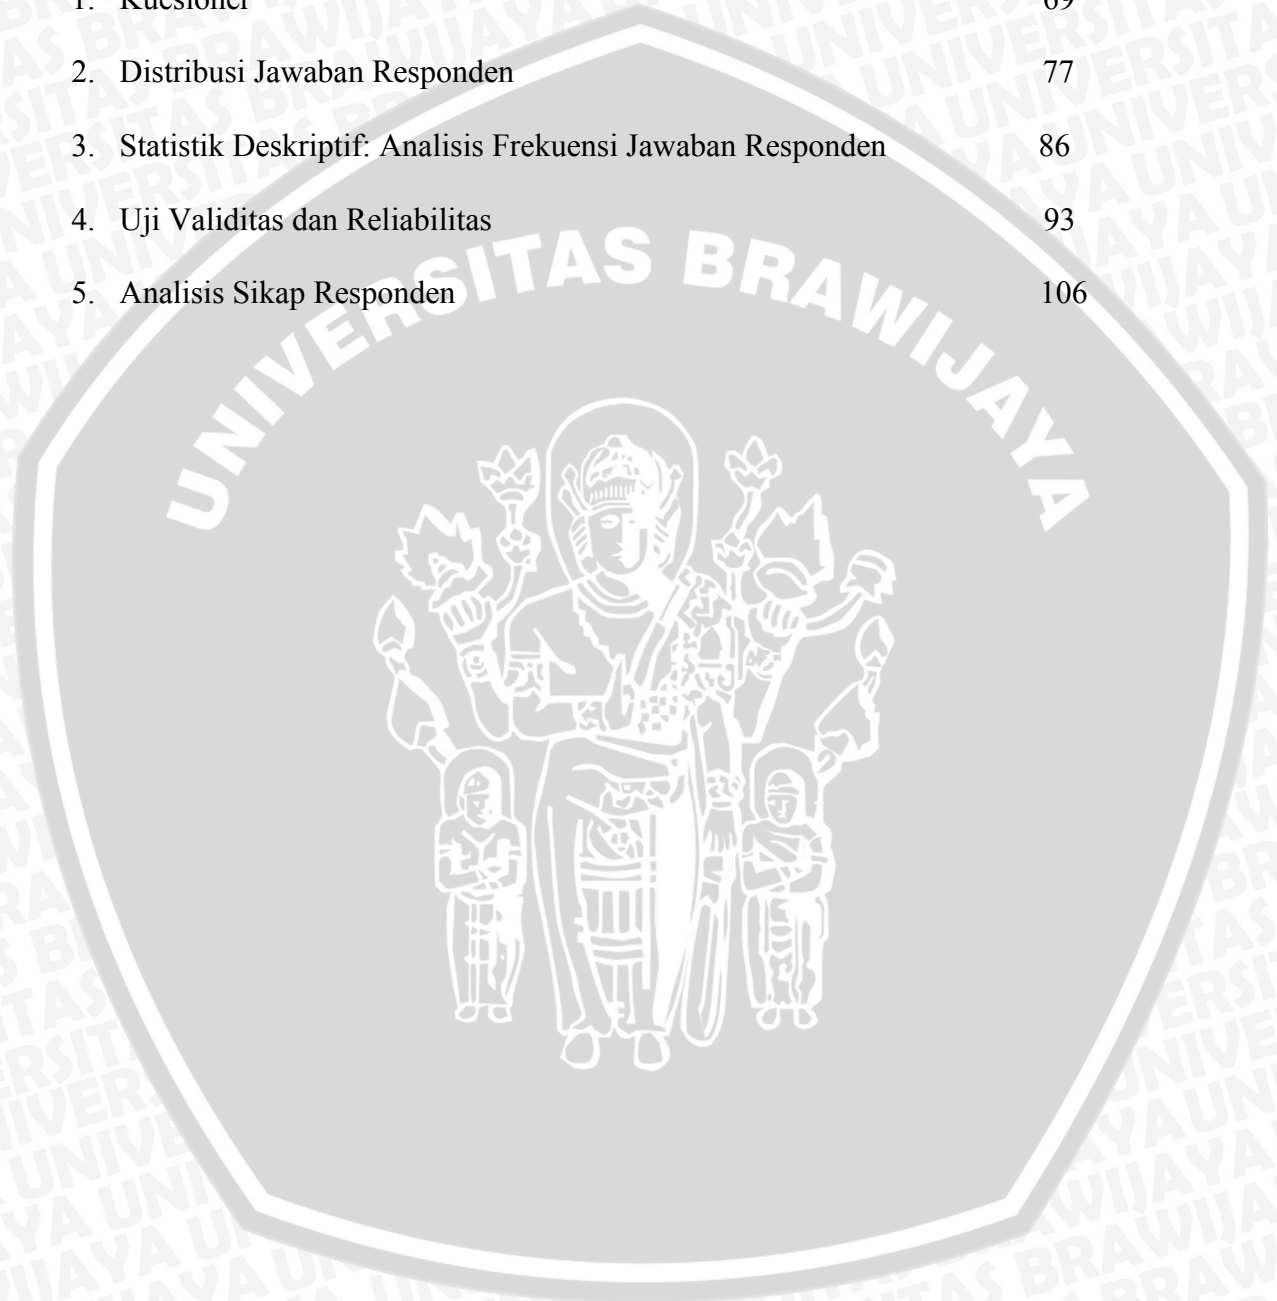 1. Kuesioner 69
2. Distribusi Jawaban Responden 77
3. Statistik Deskriptif: Analisis Frekuensi Jawaban Responden 86
4. Uji Validitas dan Reliabilitas 93
5. Analisis Sikap Responden 106
UNIVERSITAS BRAWIJAYA